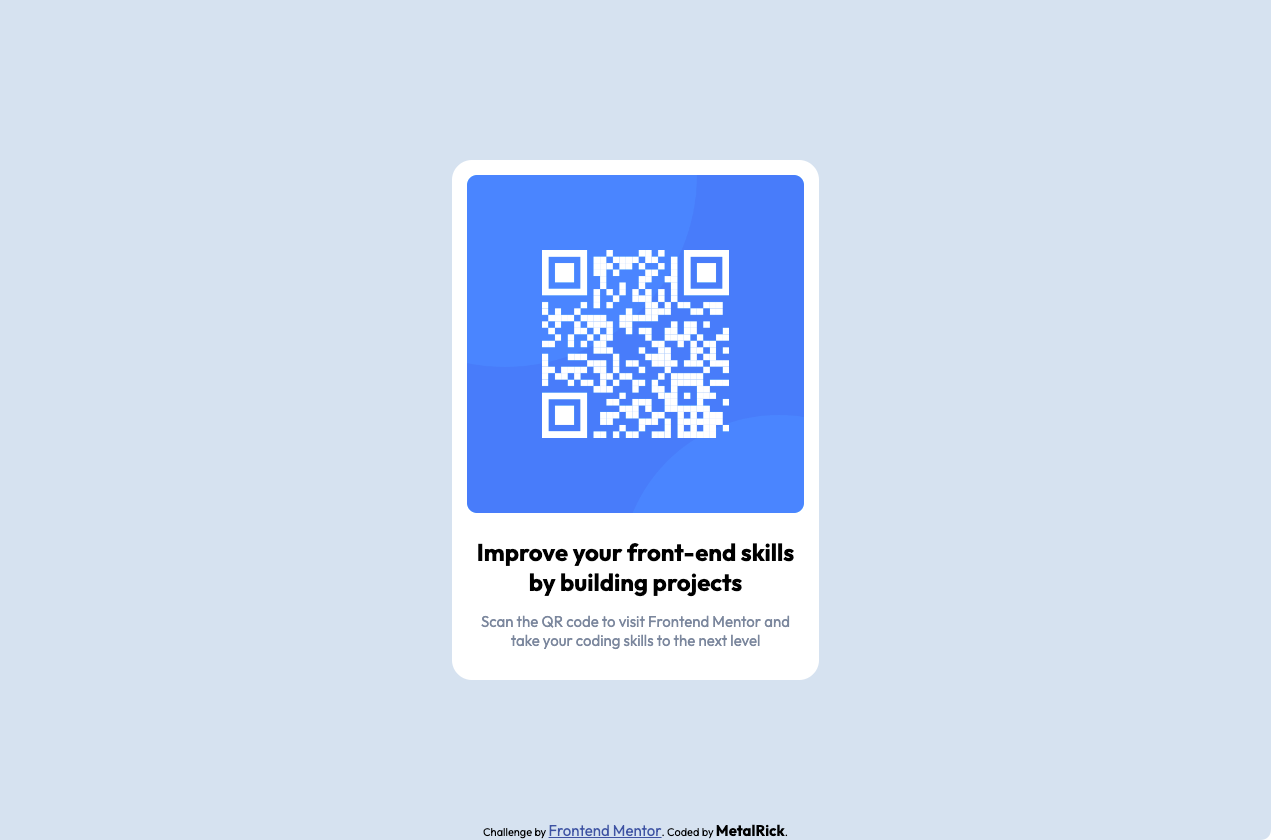 Improve your front-end skills
by building projects
Scan the QR code to visit Frontend Mentor and
take your coding skills to the next level
Challenge by Frontend Mentor. Coded by MetalRick.